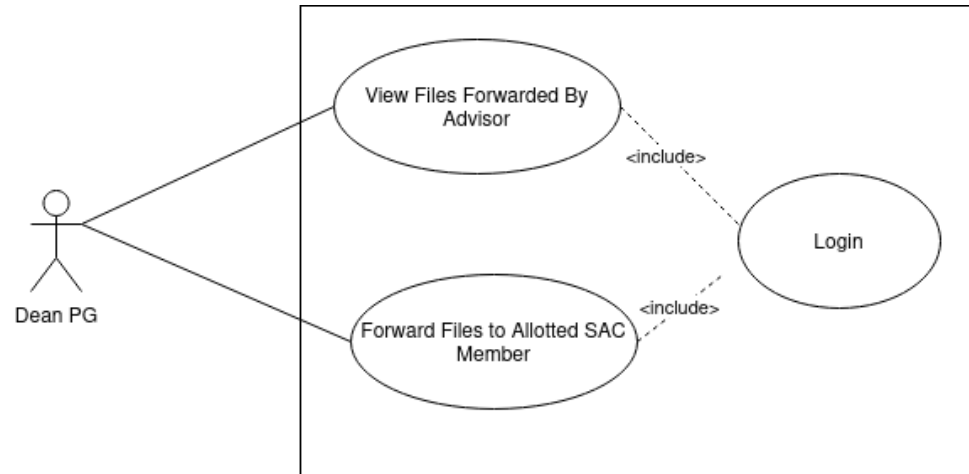 View Files Forwarded By
Advisor
<include>
Login
Dean PG
<include>
Forward Files to Allotted SAC
Member